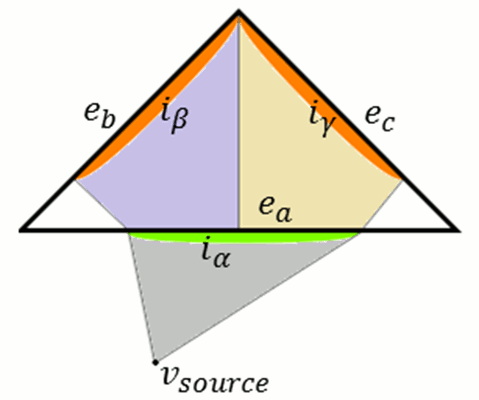 e_b i_β i_γ e_c
e_a
i_α
v_source